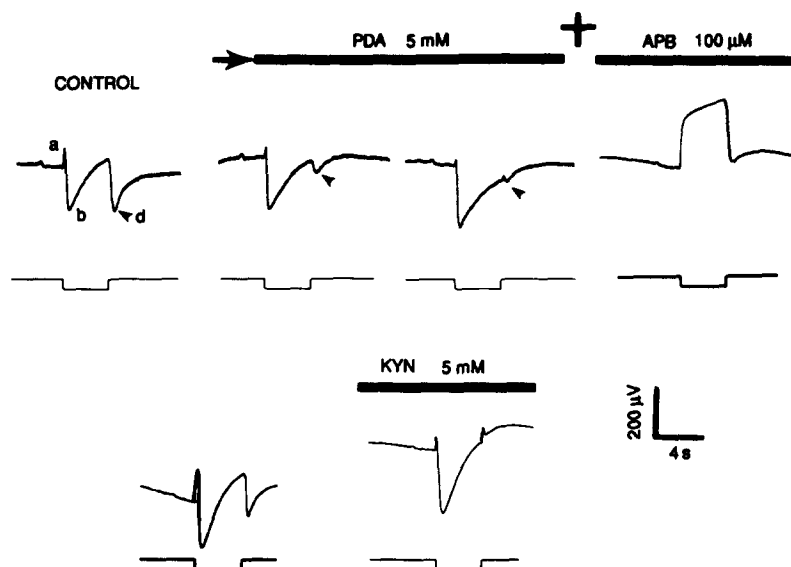 PDA 5 mM
+
APB 100 µM
CONTROL
a
b
d
KYN 5 mM
200 µV
4 s